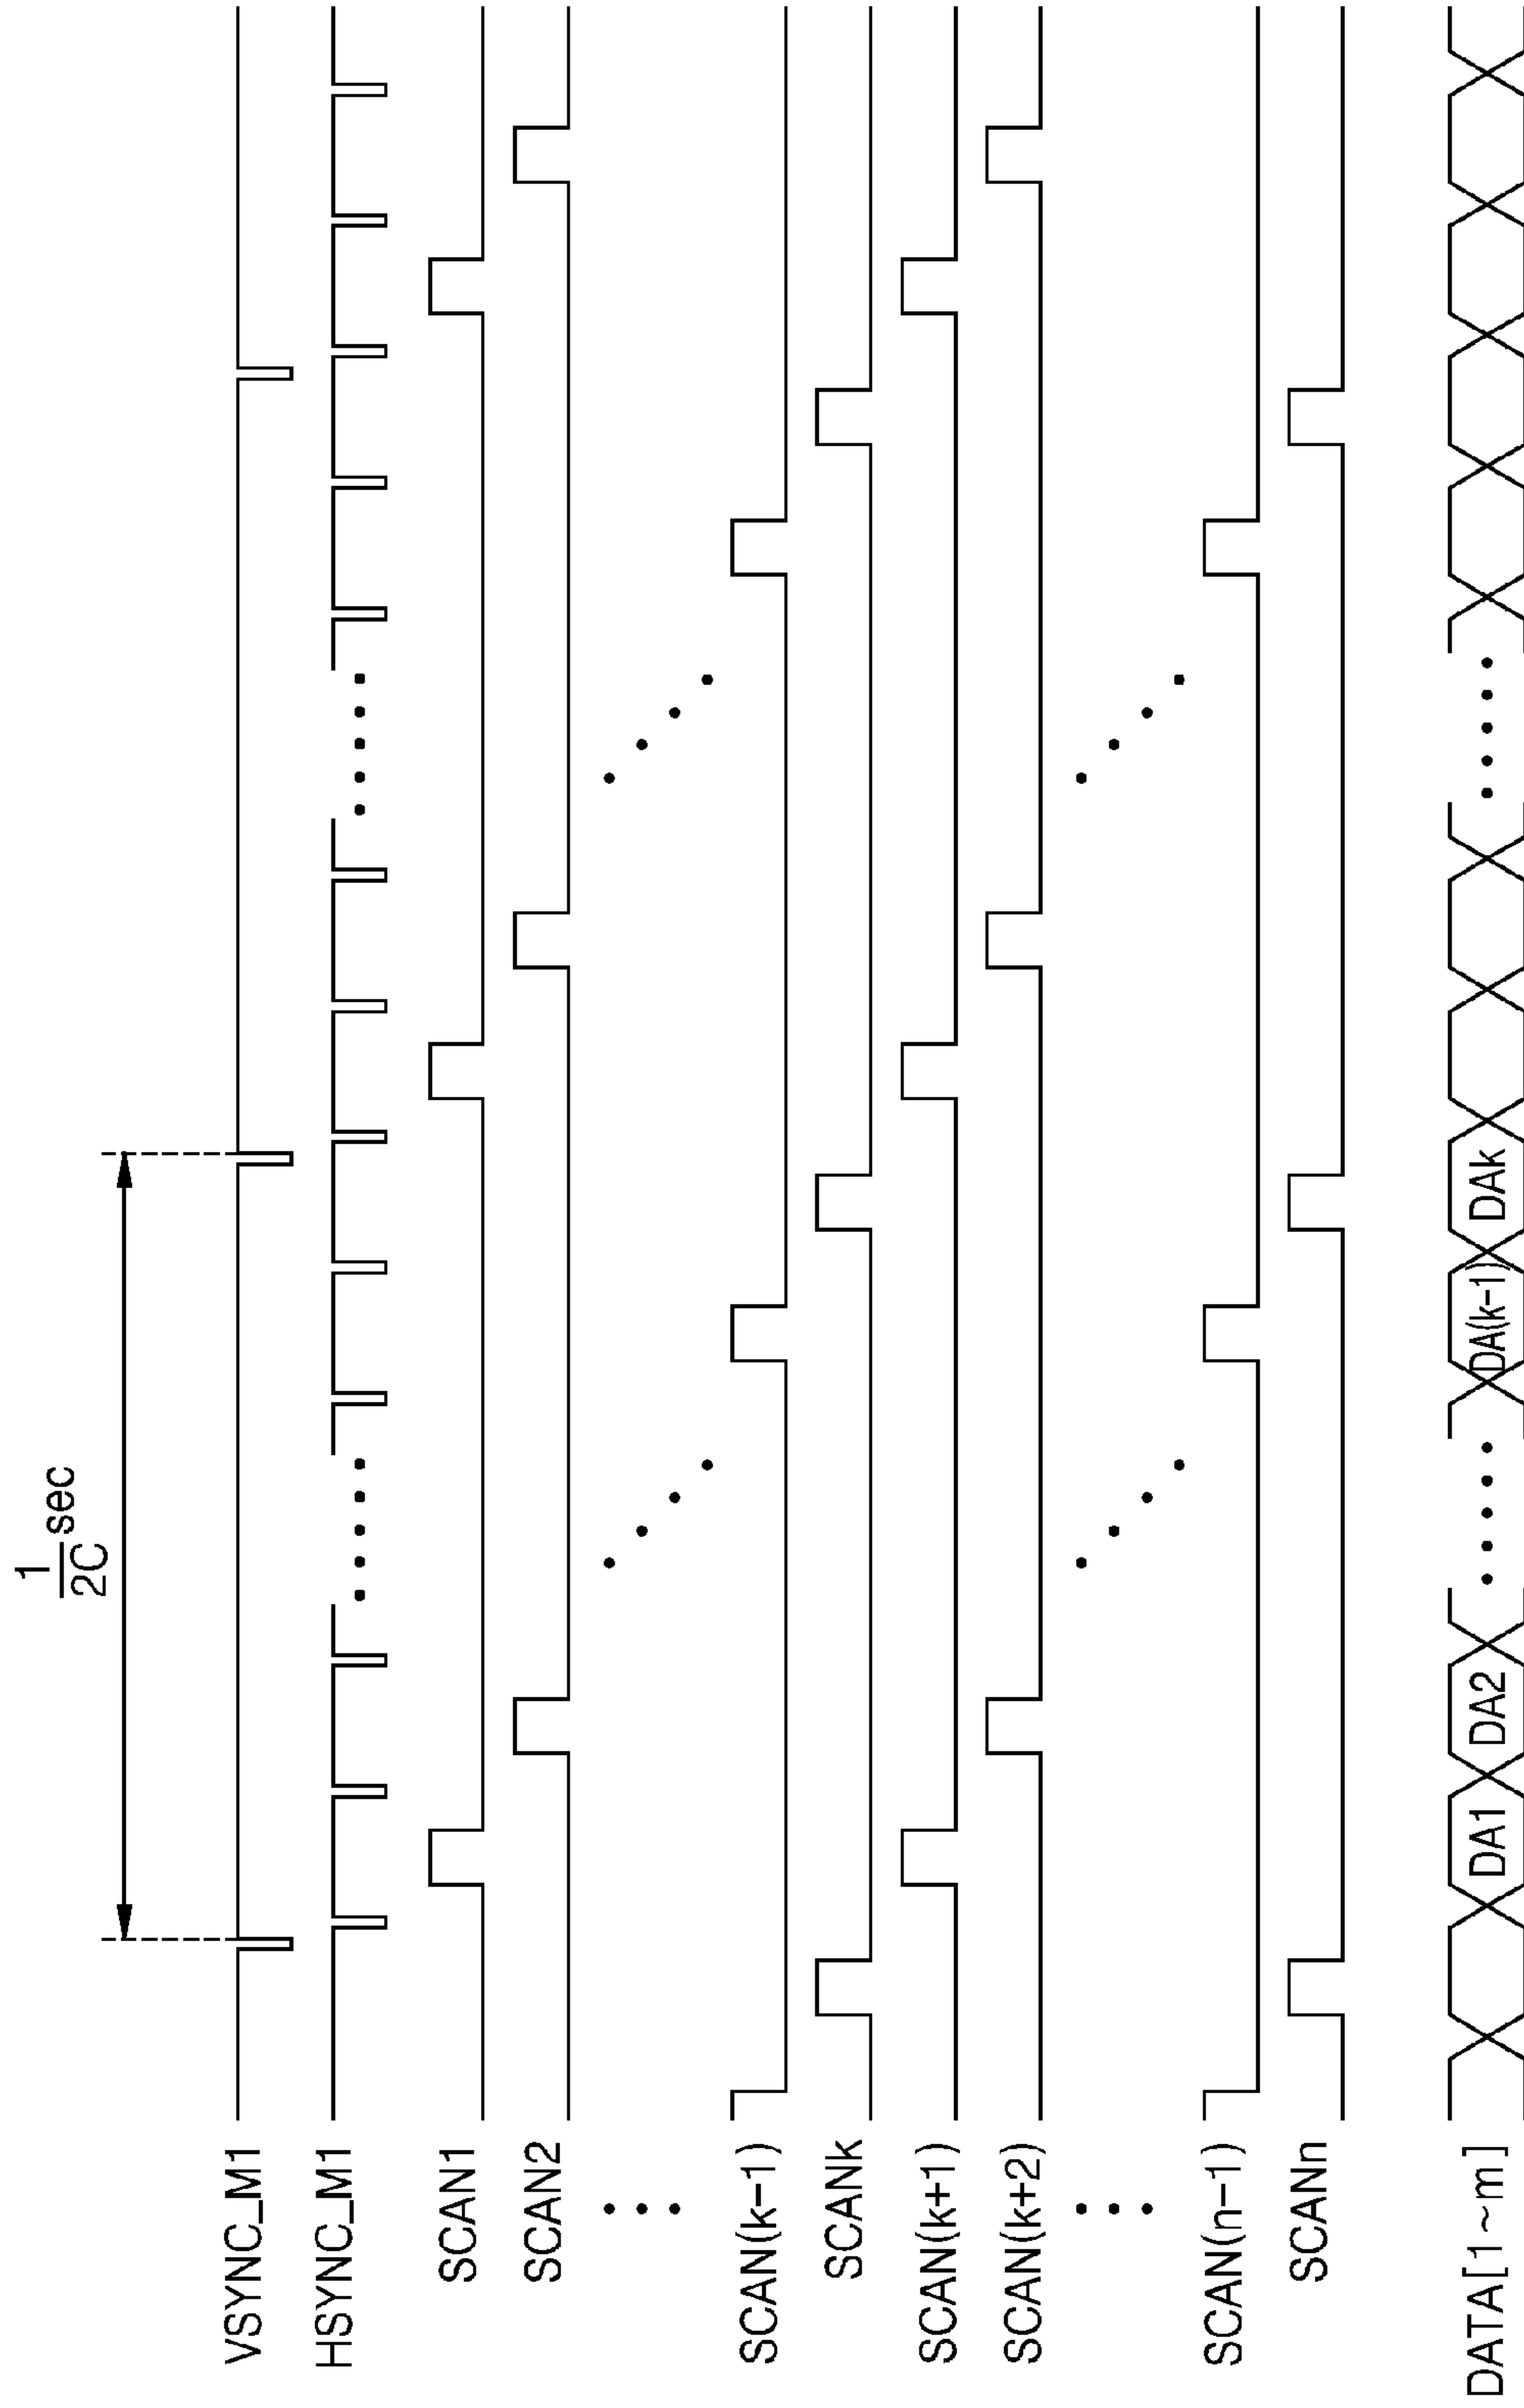 1
2C
sec
VSYNC_M1
HSYNC_M1
SCAN1
SCAN2
SCAN(k-1)
SCANk
SCAN(k+1)
SCAN(k+2)
SCAN(n-1)
SCANn
DATA[1~m]
DA1
DA2
DA(k-1)
DAk